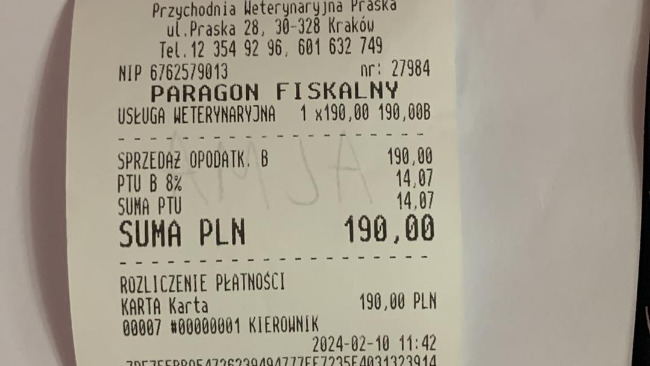 Przychodnia Weterynaryjna Praska
ul.Praska 28, 30-328 Kraków
Tel.12 354 92 96, 601 632 749
NIP 6762579013 nr: 27984
PARAGON FISKALNY
USŁUGA WETERYNARYJNA 1 x190,00 190,00B
SPRZEDAŻ OPODATK. B 190,00
PTU B 8% 14,07
SUMA PTU 14,07
SUMA PLN 190,00
ROZLICZENIE PŁATNOŚCI
KARTA Karta 190,00 PLN
00007 #00000001 KIEROWNIK
2024-02-10 11:42